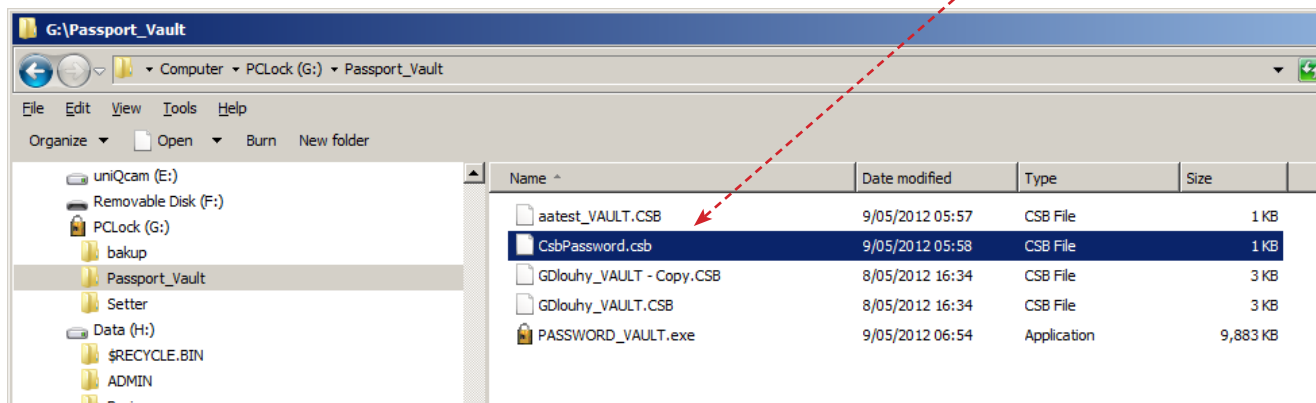 G:\Passport_Vault
Computer PCLock (G:) Passport_Vault
File Edit View Tools Help
Organize Open Burn New folder
uniQcam (E:)
Removable Disk (F:)
PCLock (G:)
bakup
Passport_Vault
Setter
Data (H:)
$RECYCLE.BIN
ADMIN
Name Date modified Type Size
aatest_VAULT.CSB 9/05/2012 05:57 CSB File 1 KB
CsbPassword.csb 9/05/2012 05:58 CSB File 1 KB
GDlouhy_VAULT - Copy.CSB 8/05/2012 16:34 CSB File 3 KB
GDlouhy_VAULT.CSB 8/05/2012 16:34 CSB File 3 KB
PASSWORD_VAULT.exe 9/05/2012 06:54 Application 9,883 KB